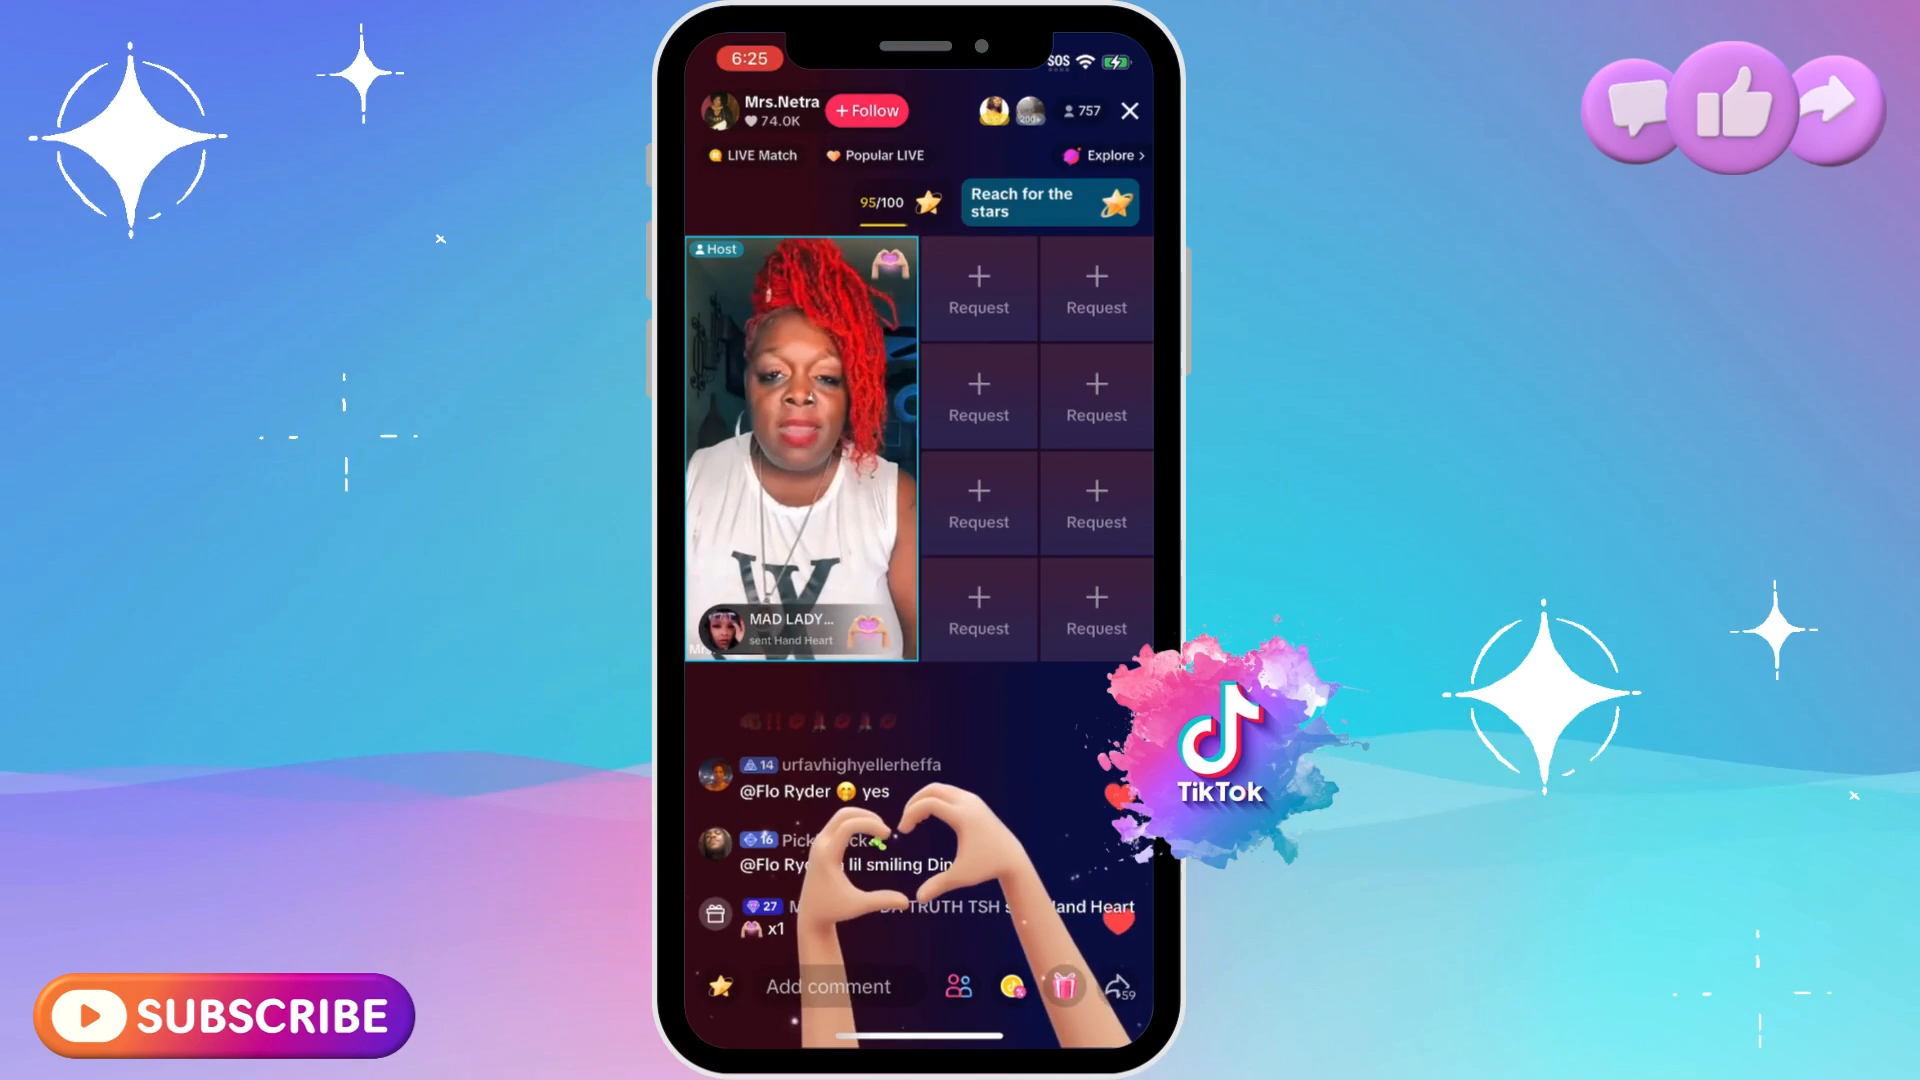 6:25
SOS
Mrs.Netra
74.0K
+ Follow
200+
757
LIVE Match
Popular LIVE
Explore >
95/100
Reach for the
stars
Host
Request
Request
Request
Request
Request
Request
Request
Request
W
MAD LADY...
sent Hand Heart
14 urfavhighyellerheffa
@Flo Ryder 🤭 yes
16
@Flo lil smiling
27 TRUTH TSH Heart
x1
Add comment
59
TikTok
SUBSCRIBE